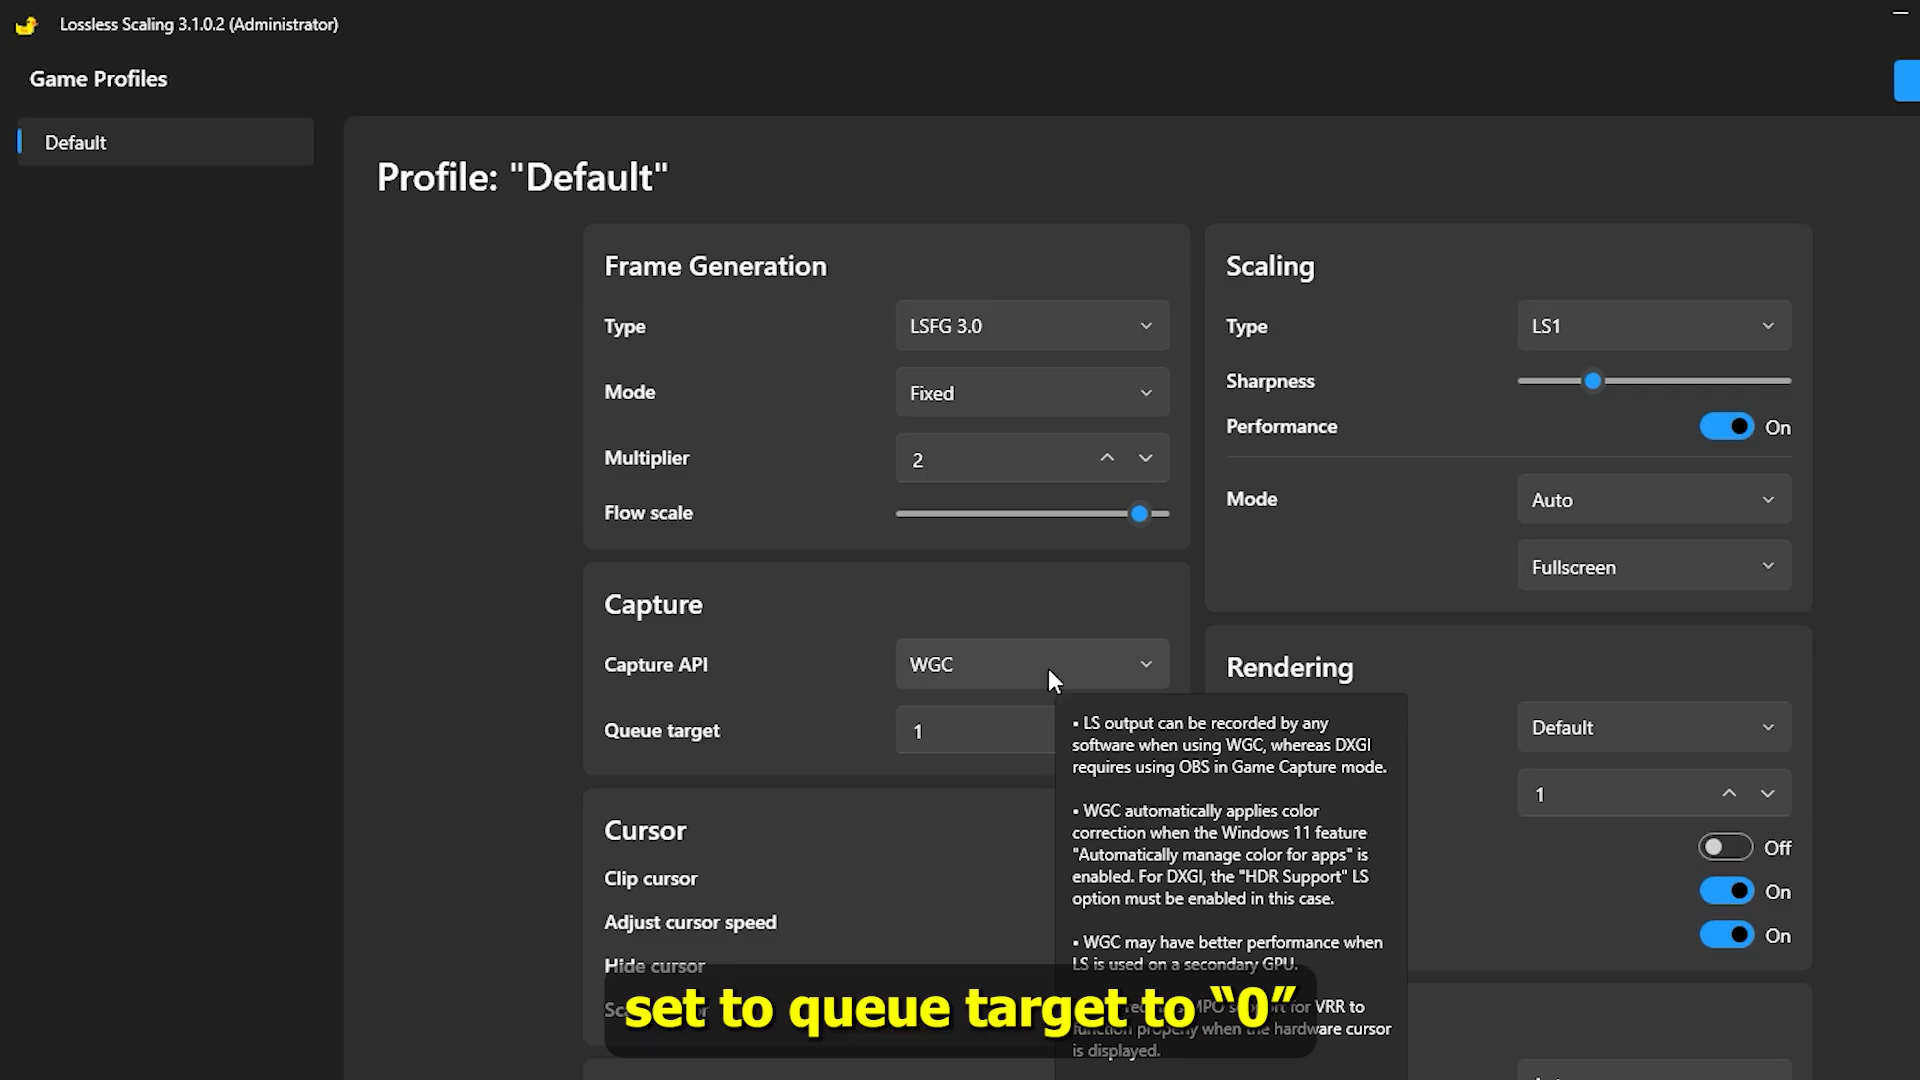 Lossless Scaling 3.1.0.2 (Administrator)
Game Profiles
Default
Profile: "Default"
Frame Generation
Type
LSFG 3.0
Mode
Fixed
Multiplier
2
Flow scale
Capture
Capture API
WGC
Queue target
1
Cursor
Clip cursor
Adjust cursor speed
Hide cursor
Scaling
Type
LS1
Sharpness
Performance
On
Mode
Auto
Fullscreen
Rendering
Default
1
Off
On
On
• LS output can be recorded by any
software when using WGC, whereas DXGI
requires using OBS in Game Capture mode.
• WGC automatically applies color
correction when the Windows 11 feature
"Automatically manage color for apps" is
enabled. For DXGI, the "HDR Support" LS
option must be enabled in this case.
• WGC may have better performance when
LS is used on a secondary GPU.
for VRR to
function properly when the hardware cursor
is displayed.
set to queue target to “0”